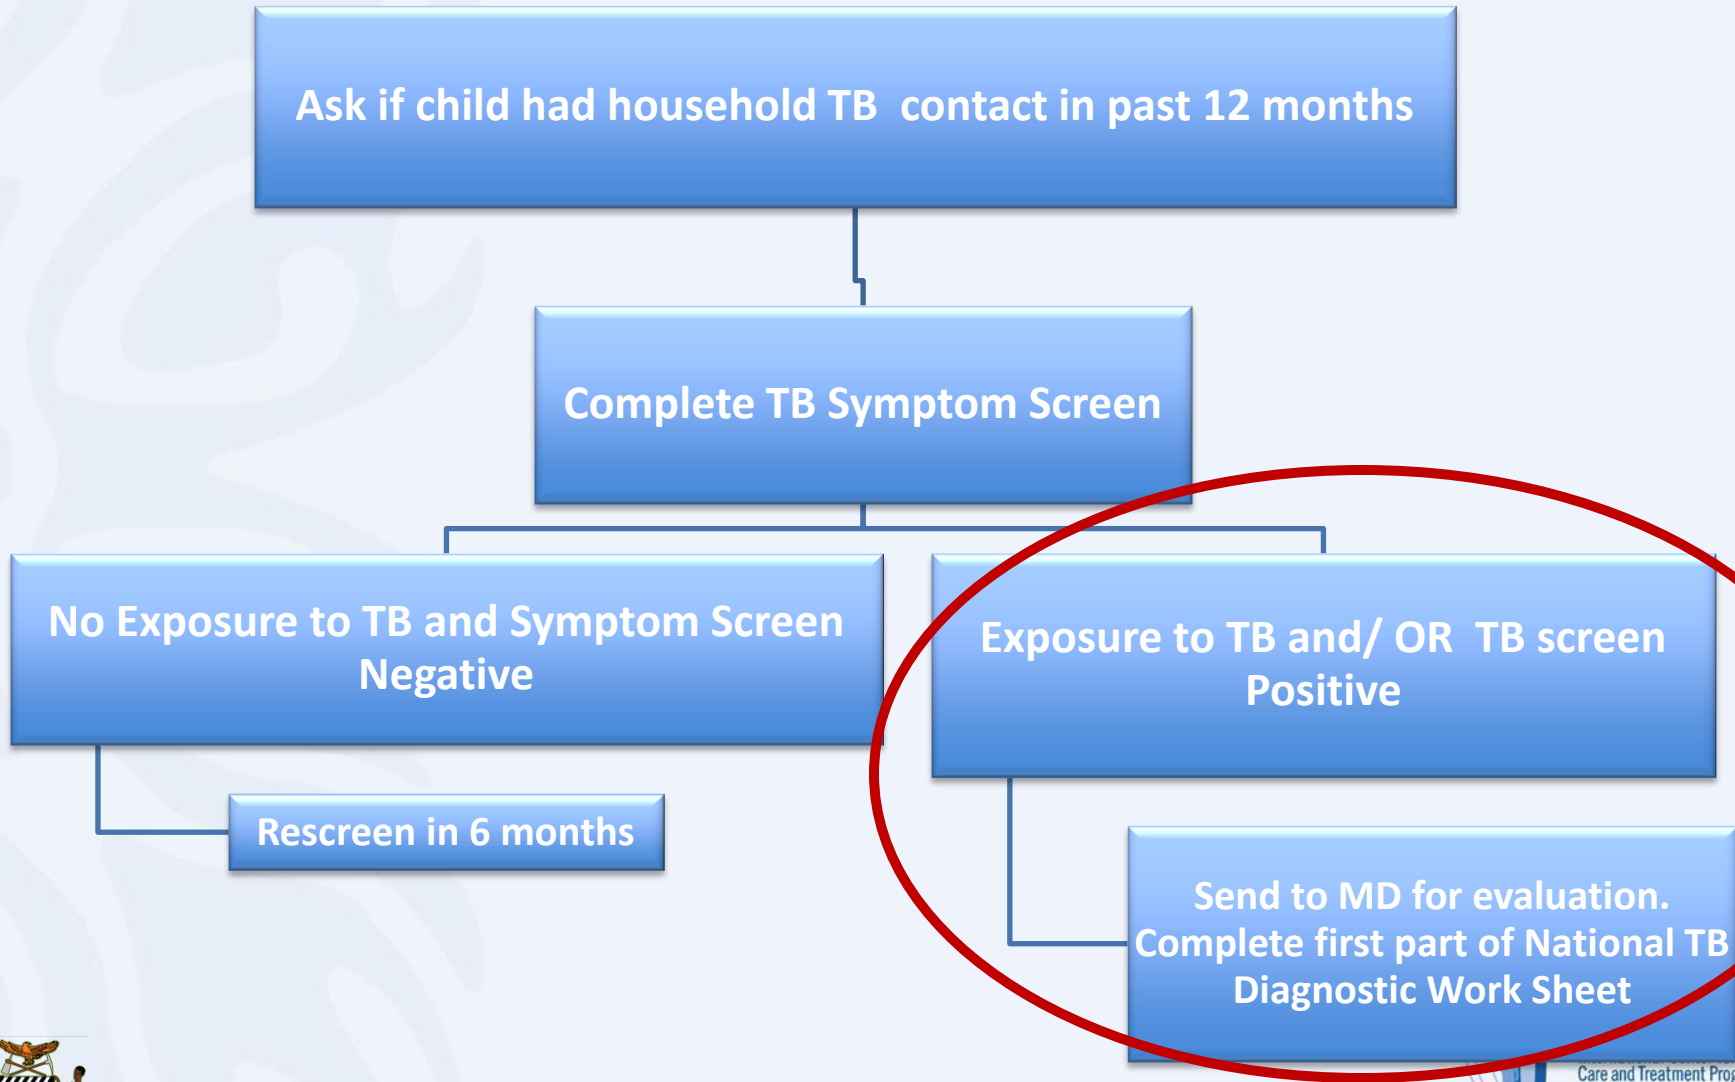 Ask if child had household TB  contact in past 12 months
Complete TB Symptom Screen
No Exposure to TB and Symptom Screen
Negative
Exposure to TB and/ OR  TB screen
Positive
Rescreen in 6 months
Send to MD for evaluation.
Complete first part of National TB
Diagnostic Work Sheet
Care and Treatment